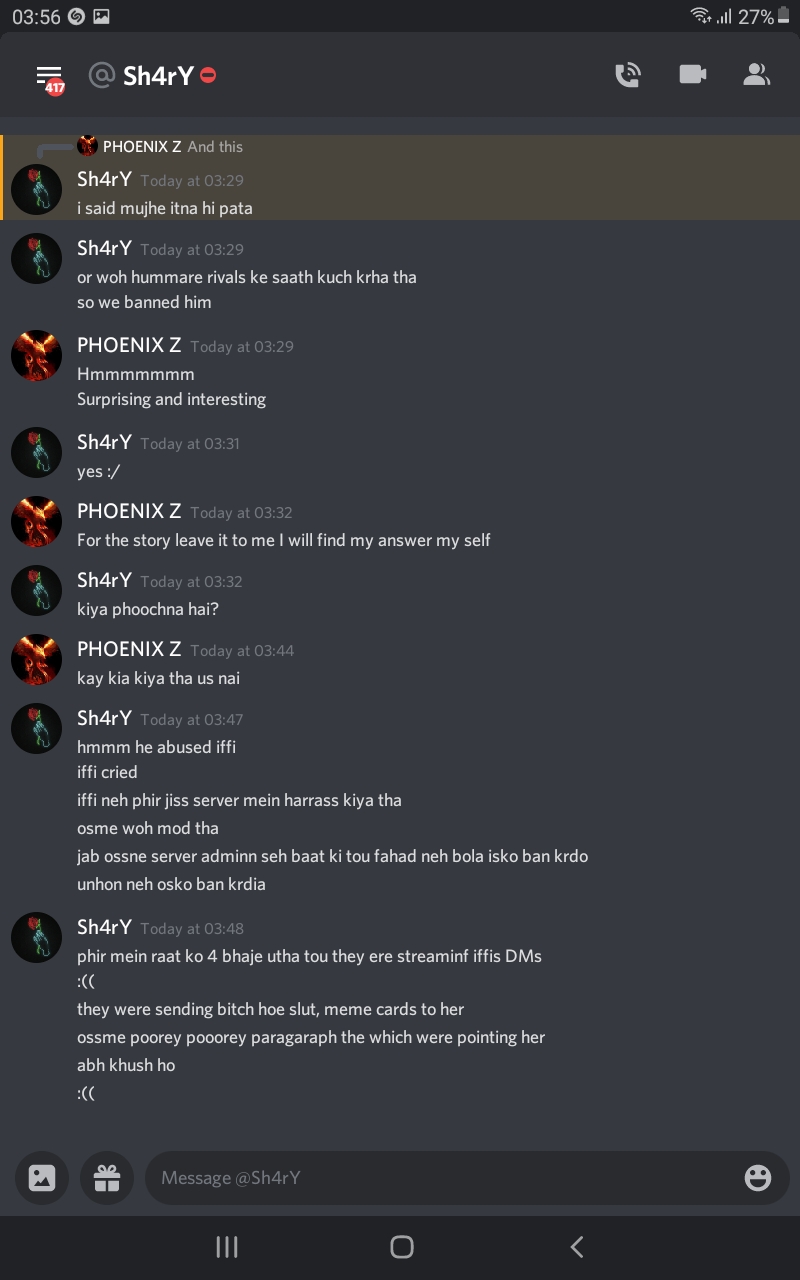 03:56 27%
417 @ Sh4rY
PHOENIX Z And this
Sh4rY Today at 03:29
i said mujhe itna hi pata
Sh4rY Today at 03:29
or woh hummare rivals ke saath kuch krha tha
so we banned him
PHOENIX Z Today at 03:29
Hmmmmmmm
Surprising and interesting
Sh4rY Today at 03:31
yes :/
PHOENIX Z Today at 03:32
For the story leave it to me I will find my answer my self
Sh4rY Today at 03:32
kiya phoochna hai?
PHOENIX Z Today at 03:44
kay kia kiya tha us nai
Sh4rY Today at 03:47
hmmm he abused iffi
iffi cried
iffi neh phir jiss server mein harrass kiya tha
osme woh mod tha
jab ossne server adminn seh baat ki tou fahad neh bola isko ban krdo
unhon neh osko ban krdia
Sh4rY Today at 03:48
phir mein raat ko 4 bhaje utha tou they ere streaminf iffis DMs
:((
they were sending bitch hoe slut, meme cards to her
ossme poorey pooorey paragaraph the which were pointing her
abh khush ho
:((
Message @Sh4rY